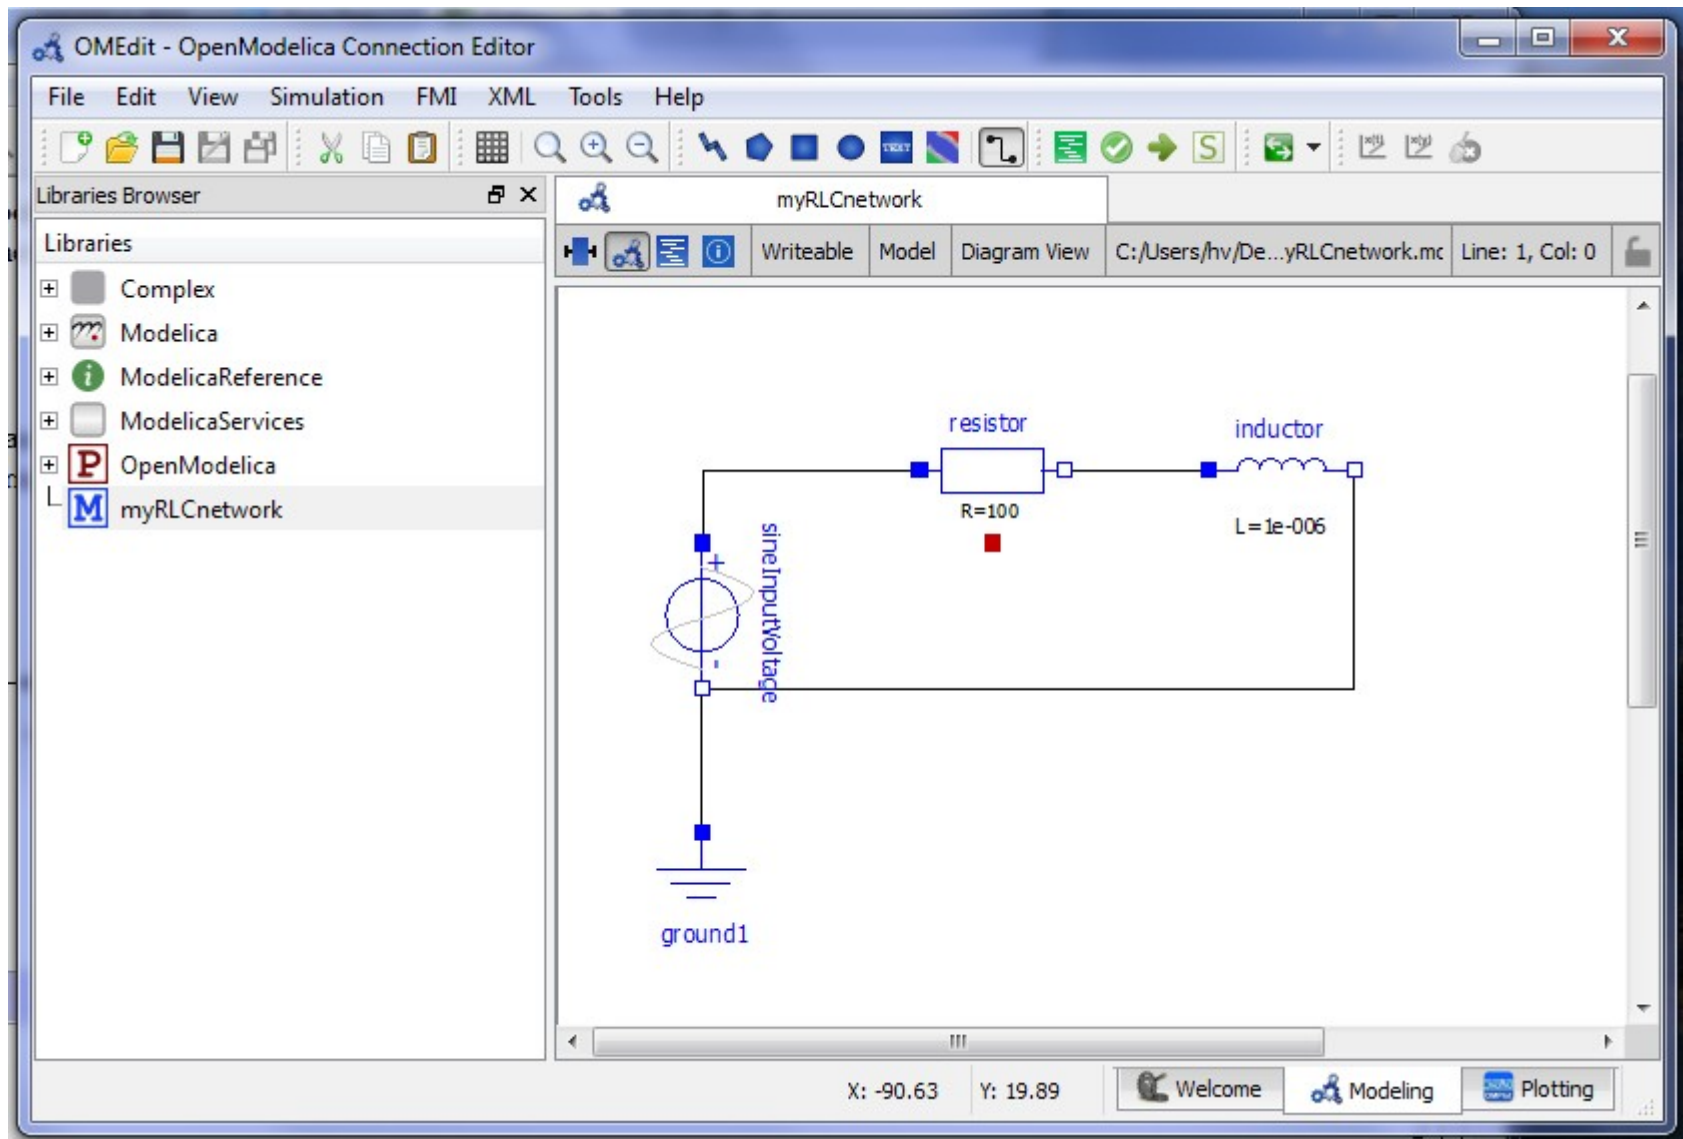 OMEdit - OpenModelica Connection Editor
File Edit View Simulation FMI XML Tools Help
TEXT
S
Libraries Browser
myRLCnetwork
Libraries
Writeable Model Diagram View C:/Users/hv/De...yRLCnetwork.mo Line: 1, Col: 0
Complex
Modelica
ModelicaReference
ModelicaServices
P OpenModelica
M myRLCnetwork
resistor
inductor
R=100
L=1e-006
+
sineInputVoltage
-
ground1
X: -90.63 Y: 19.89 Welcome Modeling Plotting